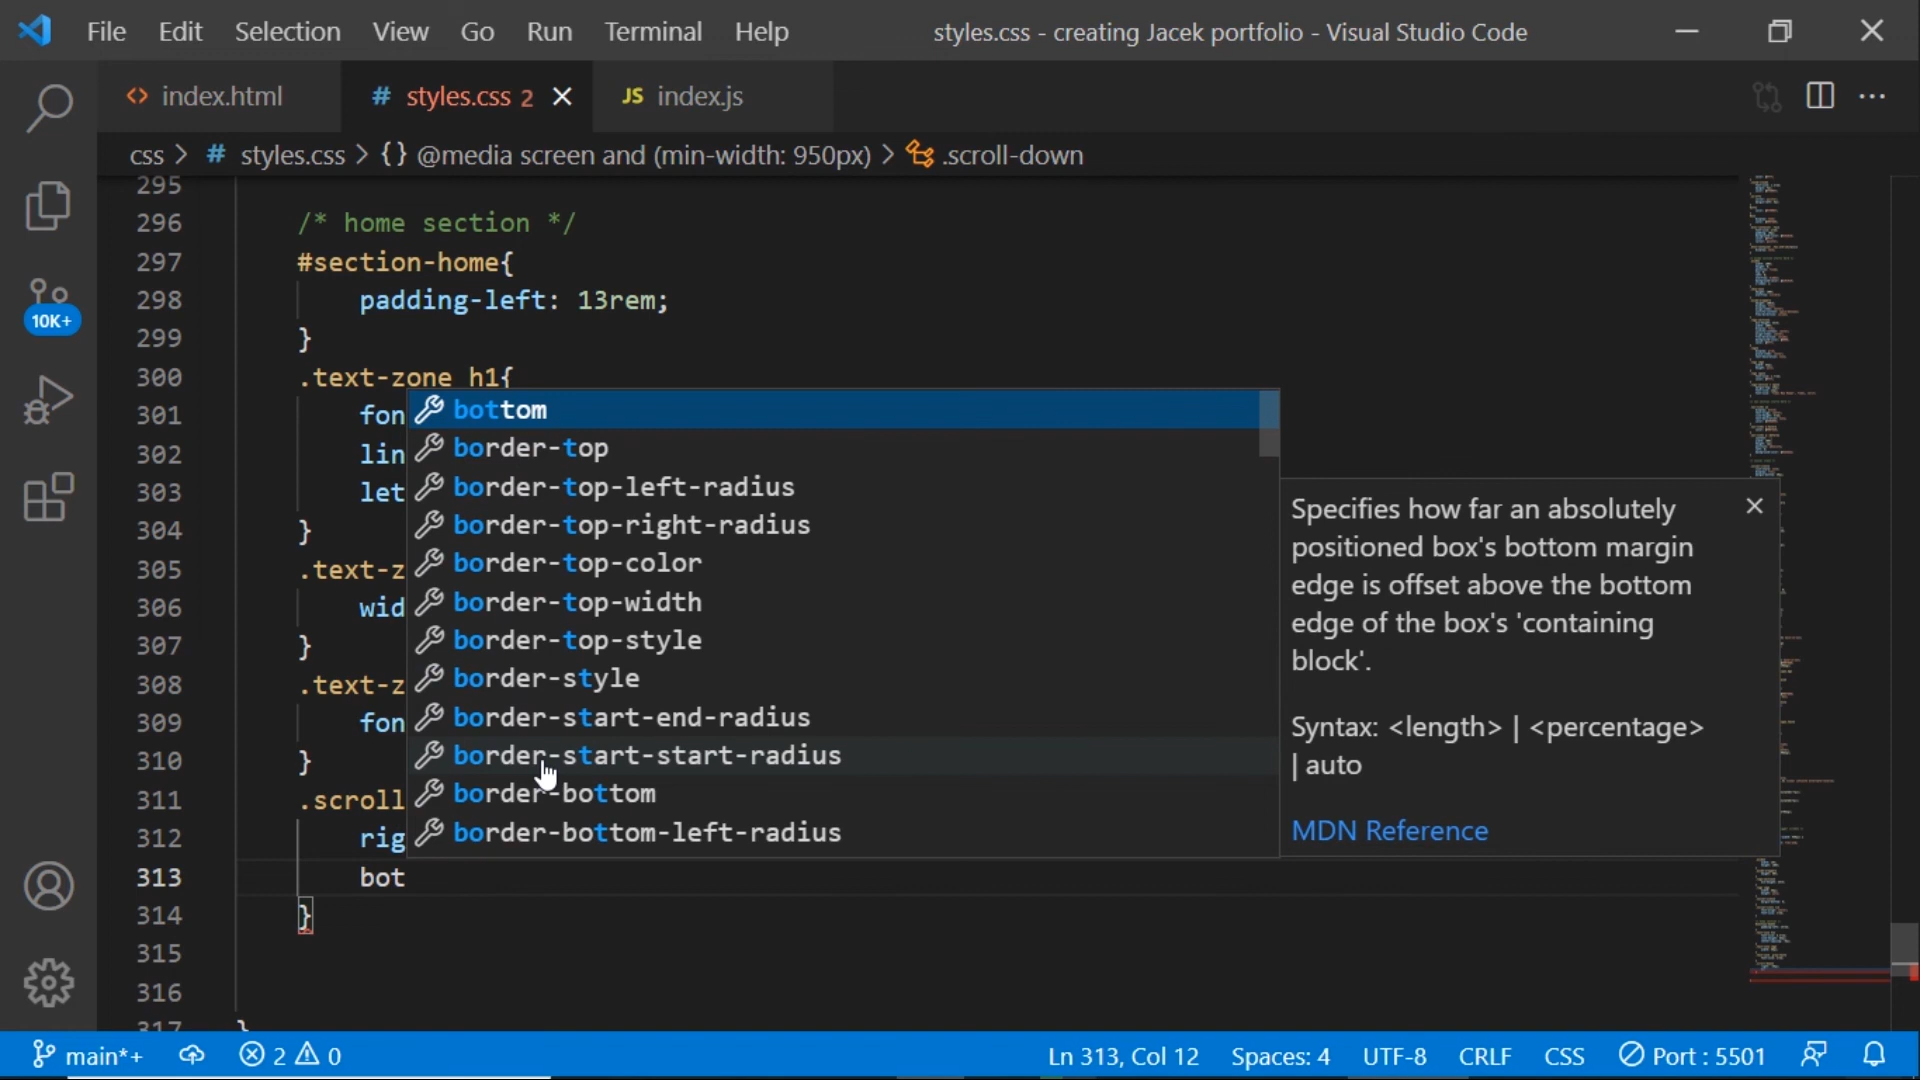 File Edit Selection View Go Run Terminal Help styles.css - creating Jacek portfolio - Visual Studio Code
<> index.html # styles.css 2 JS index.js
css > # styles.css > {} @media screen and (min-width: 950px) > .scroll-down
295
296 /* home section */
297 #section-home{
298 padding-left: 13rem;
299 }
300 .text-zone h1{
301 fon
302 lin
303 let
304 }
305 .text-z
306 wid
307 }
308 .text-z
309 fon
310 }
311 .scroll
312 rig
313 bot
314 }
315
316
317 }
bottom
border-top
border-top-left-radius
border-top-right-radius
border-top-color
border-top-width
border-top-style
border-style
border-start-end-radius
border-start-start-radius
border-bottom
border-bottom-left-radius
Specifies how far an absolutely
positioned box's bottom margin
edge is offset above the bottom
edge of the box's 'containing
block'.
Syntax: <length> | <percentage>
| auto
MDN Reference
10K+
main*+ 2 0 Ln 313, Col 12 Spaces: 4 UTF-8 CRLF CSS Port : 5501